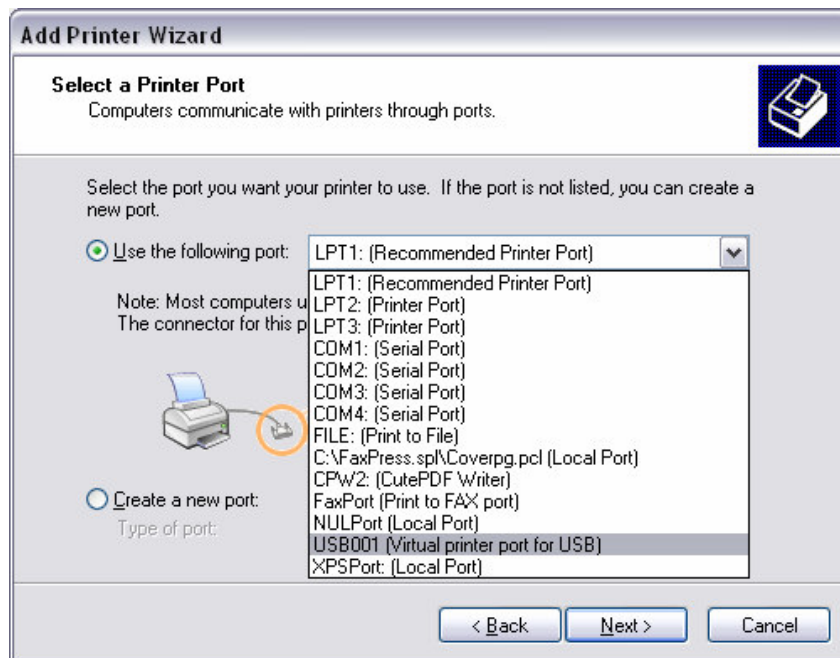 Add Printer Wizard
Select a Printer Port
Computers communicate with printers through ports.
Select the port you want your printer to use. If the port is not listed, you can create a
new port.
Use the following port:
LPT1: (Recommended Printer Port)
LPT1: (Recommended Printer Port)
Note: Most computers u
LPT2: (Printer Port)
The connector for this p
LPT3: (Printer Port)
COM1: (Serial Port)
COM2: (Serial Port)
COM3: (Serial Port)
COM4: (Serial Port)
FILE: (Print to File)
C:\FaxPress.spl\Coverpg.pcl (Local Port)
CPW2: (CutePDF Writer)
Create a new port:
FaxPort (Print to FAX port)
Type of port:
NULPort (Local Port)
USB001 (Virtual printer port for USB)
XPSPort: (Local Port)
< Back
Next >
Cancel